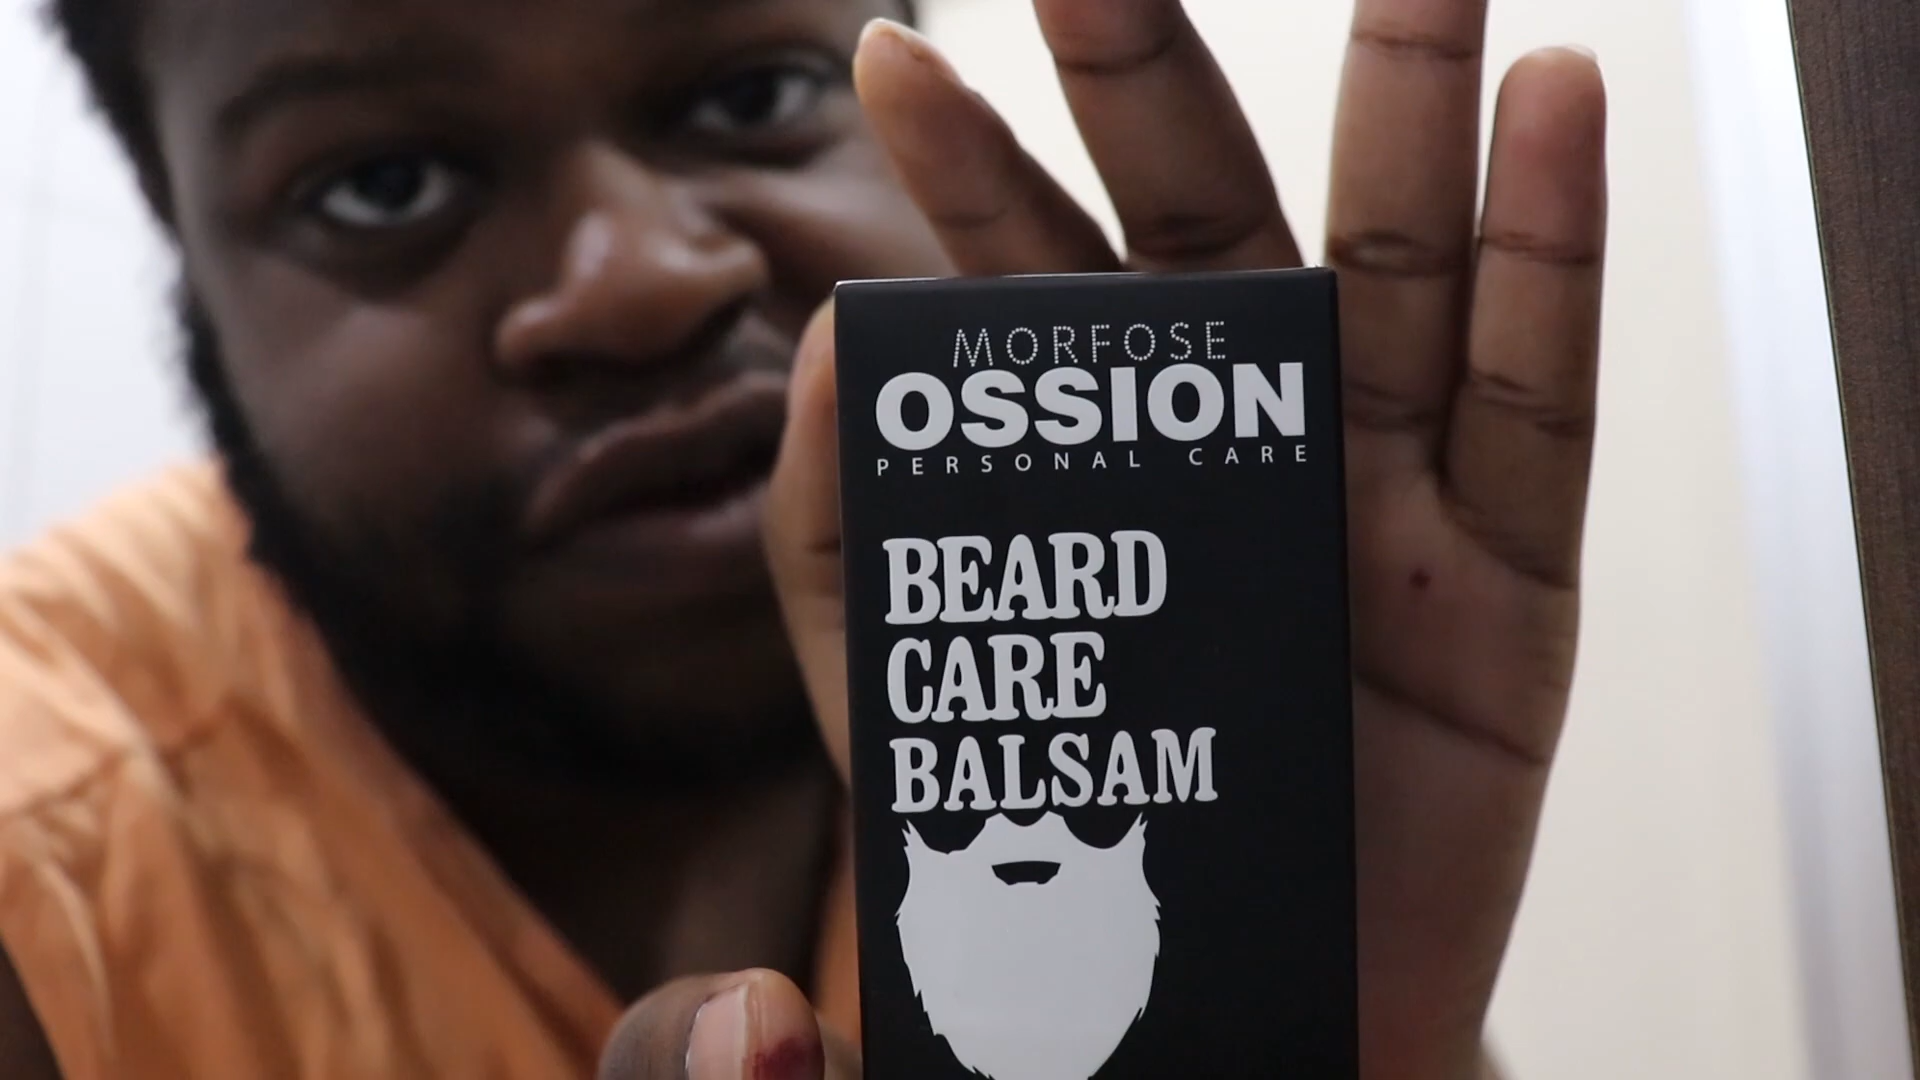 MORFOSE
OSSION
PERSONAL CARE
BEARD
CARE
BALSAM